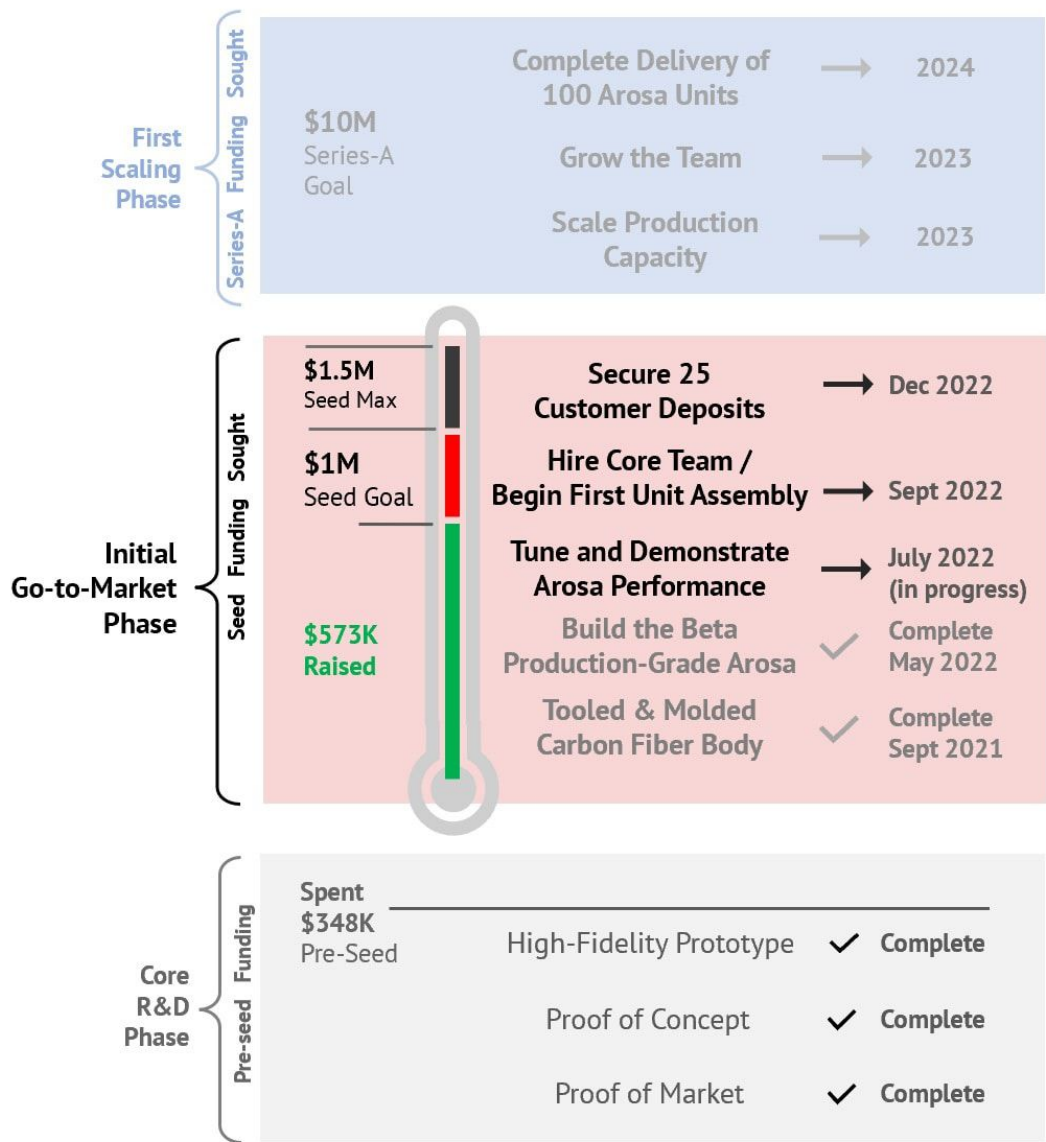 First
Scaling
Phase
Series-A Funding Sought
$10M
Series-A
Goal
Complete Delivery of
100 Arosa Units
2024
Grow the Team
2023
Scale Production
Capacity
2023
Initial
Go-to-Market
Phase
Seed Funding Sought
$1.5M
Seed Max
$1M
Seed Goal
$573K
Raised
Secure 25
Customer Deposits
Dec 2022
Hire Core Team /
Begin First Unit Assembly
Sept 2022
Tune and Demonstrate
Arosa Performance
July 2022
(in progress)
Build the Beta
Production-Grade Arosa
Complete
May 2022
Tooled & Molded
Carbon Fiber Body
Complete
Sept 2021
Core
R&D
Phase
Pre-seed Funding
Spent
$348K
Pre-Seed
High-Fidelity Prototype
Complete
Proof of Concept
Complete
Proof of Market
Complete